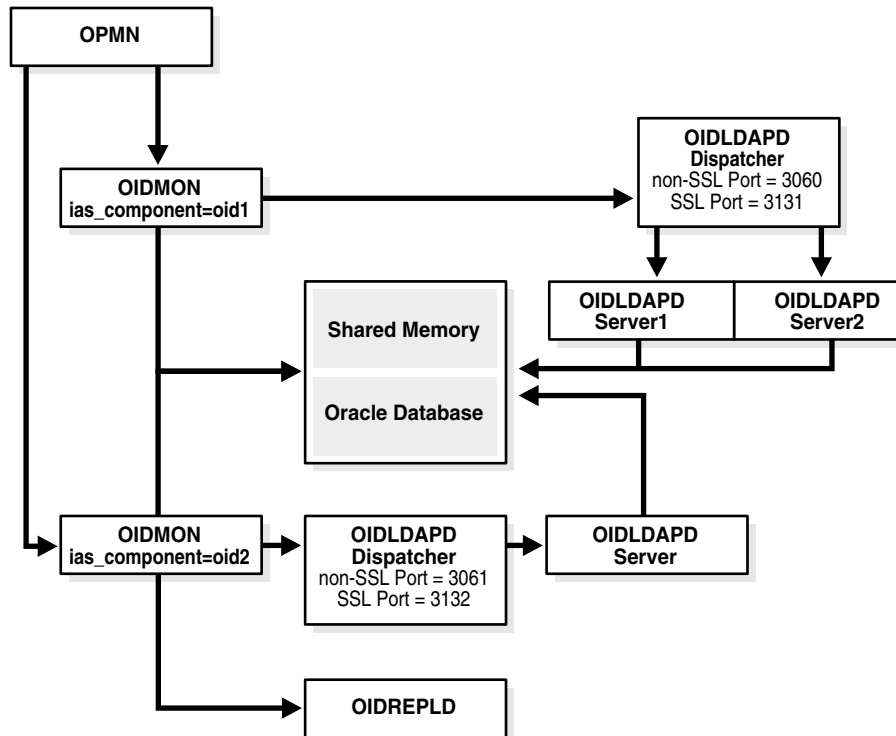 OPMN
OIDLDAPD
Dispatcher
non-SSL Port = 3060
SSL Port = 3131
OIDMON
ias_component=oid1
OIDLDAPD
Server1
OIDLDAPD
Server2
Shared Memory
Oracle Database
OIDMON
ias_component=oid2
OIDLDAPD
Dispatcher
non-SSL Port = 3061
SSL Port = 3132
OIDLDAPD
Server
OIDREPLD